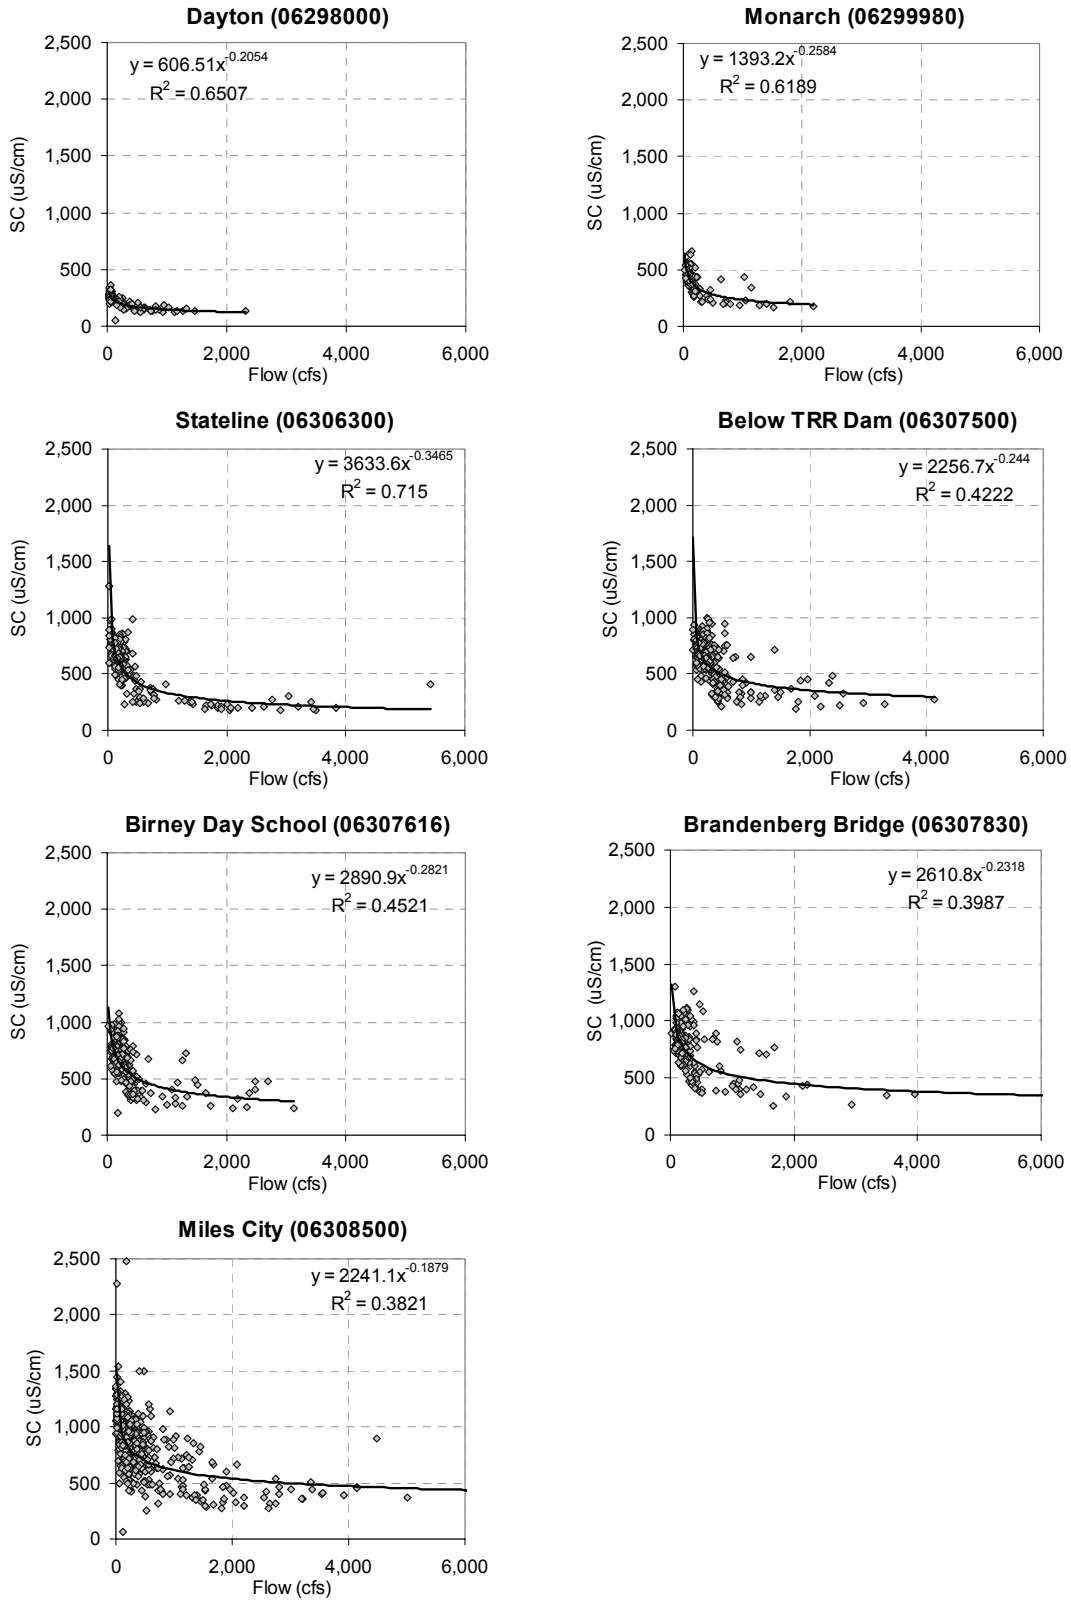 Dayton (06298000)
2,500
2,000
1,500
1,000
500
0
SC (uS/cm)
y = 606.51x^-0.2054
R^2 = 0.6507
0 2,000 4,000 6,000
Flow (cfs)
Monarch (06299980)
2,500
2,000
1,500
1,000
500
0
SC (uS/cm)
y = 1393.2x^-0.2584
R^2 = 0.6189
0 2,000 4,000 6,000
Flow (cfs)
Stateline (06306300)
2,500
2,000
1,500
1,000
500
0
SC (uS/cm)
y = 3633.6x^-0.3465
R^2 = 0.715
0 2,000 4,000 6,000
Flow (cfs)
Below TRR Dam (06307500)
2,500
2,000
1,500
1,000
500
0
SC (uS/cm)
y = 2256.7x^-0.244
R^2 = 0.4222
0 2,000 4,000 6,000
Flow (cfs)
Birney Day School (06307616)
2,500
2,000
1,500
1,000
500
0
SC (uS/cm)
y = 2890.9x^-0.2821
R^2 = 0.4521
0 2,000 4,000 6,000
Flow (cfs)
Brandenberg Bridge (06307830)
2,500
2,000
1,500
1,000
500
0
SC (uS/cm)
y = 2610.8x^-0.2318
R^2 = 0.3987
0 2,000 4,000 6,000
Flow (cfs)
Miles City (06308500)
2,500
2,000
1,500
1,000
500
0
SC (uS/cm)
y = 2241.1x^-0.1879
R^2 = 0.3821
0 2,000 4,000 6,000
Flow (cfs)